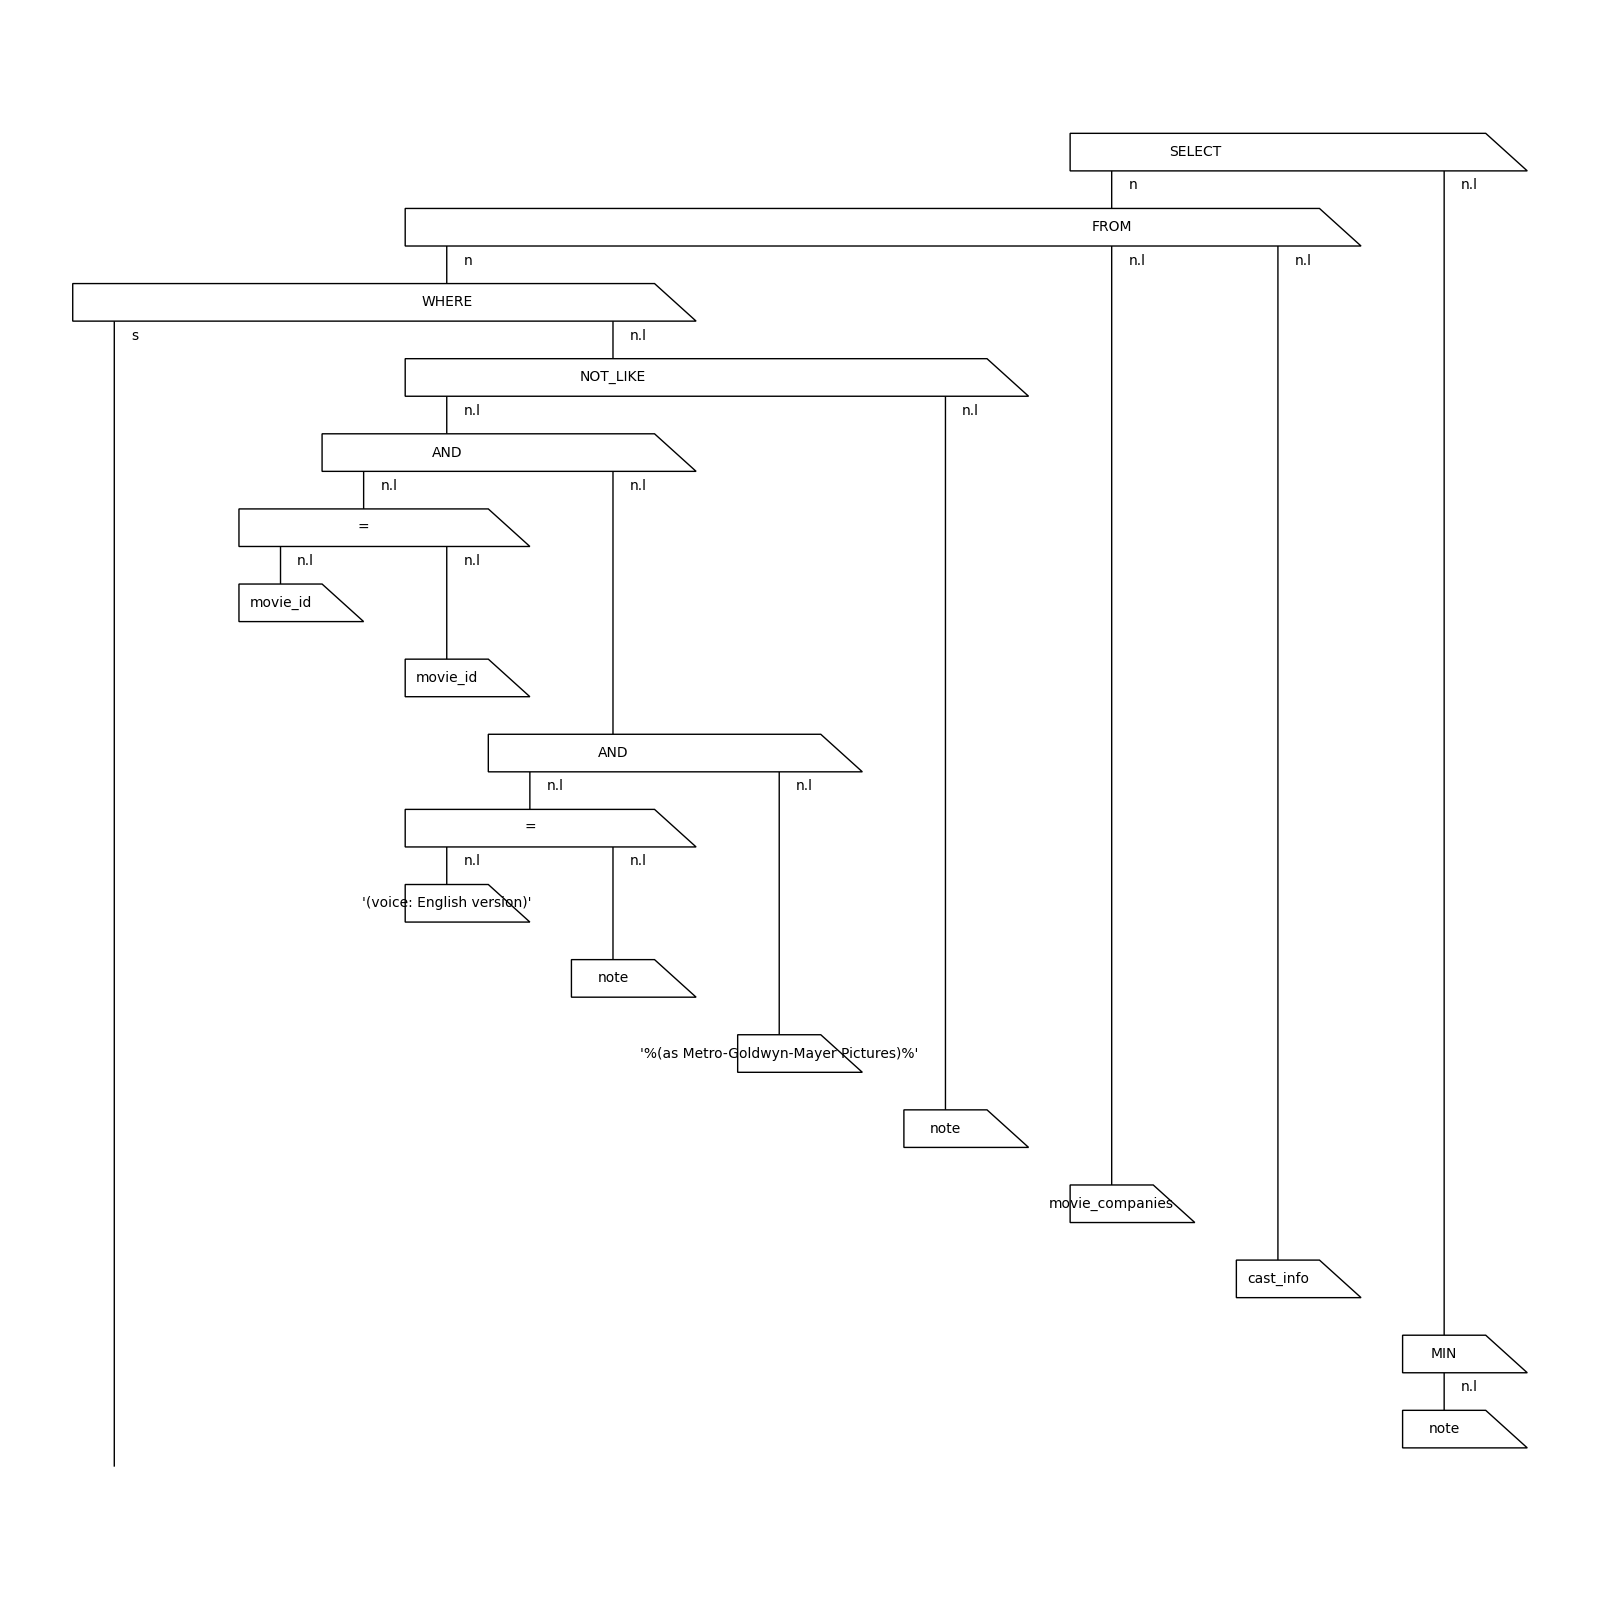 SELECT
n n.l
FROM
n n.l n.l
WHERE
s n.l
NOT_LIKE
n.l n.l
AND
n.l n.l
=
n.l n.l
movie_id
movie_id
AND
n.l n.l
=
n.l n.l
'(voice: English version)'
note
'%(as Metro-Goldwyn-Mayer Pictures)%'
note
movie_companies
cast_info
MIN
n.l
note